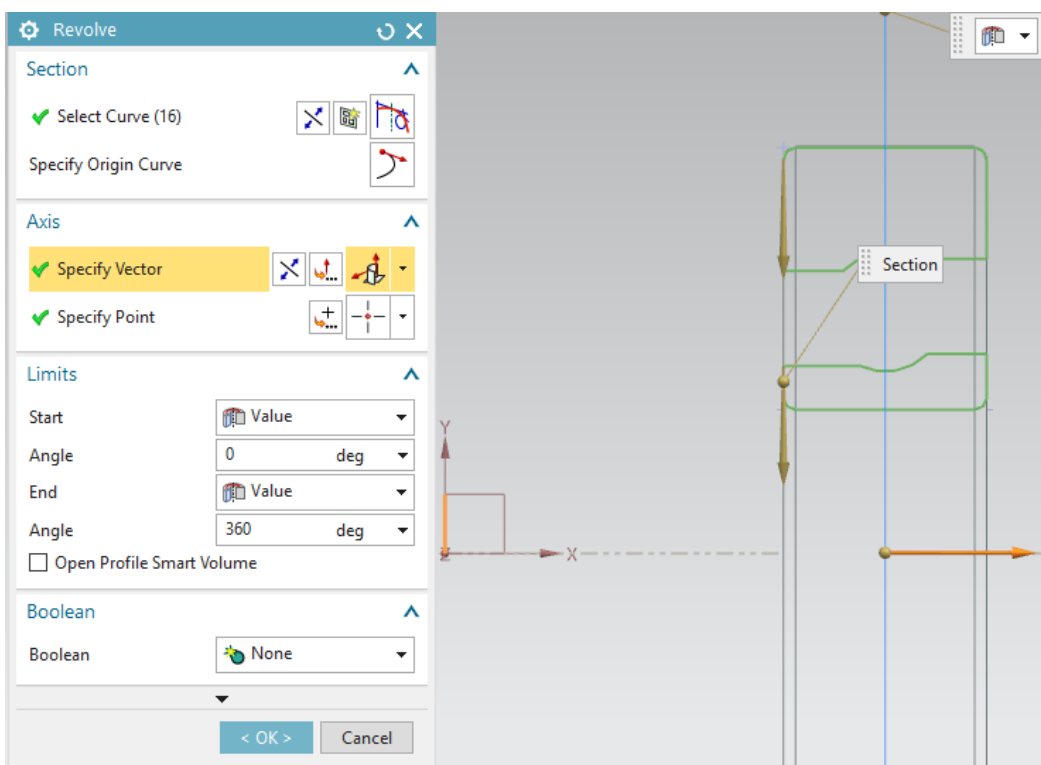 Revolve
Section
Select Curve (16)
Specify Origin Curve
Axis
Specify Vector
Specify Point
Limits
Start
Value
Angle
0
deg
End
Value
Angle
360
deg
Open Profile Smart Volume
Boolean
Boolean
None
< OK >
Cancel
Section
Y
Z
X